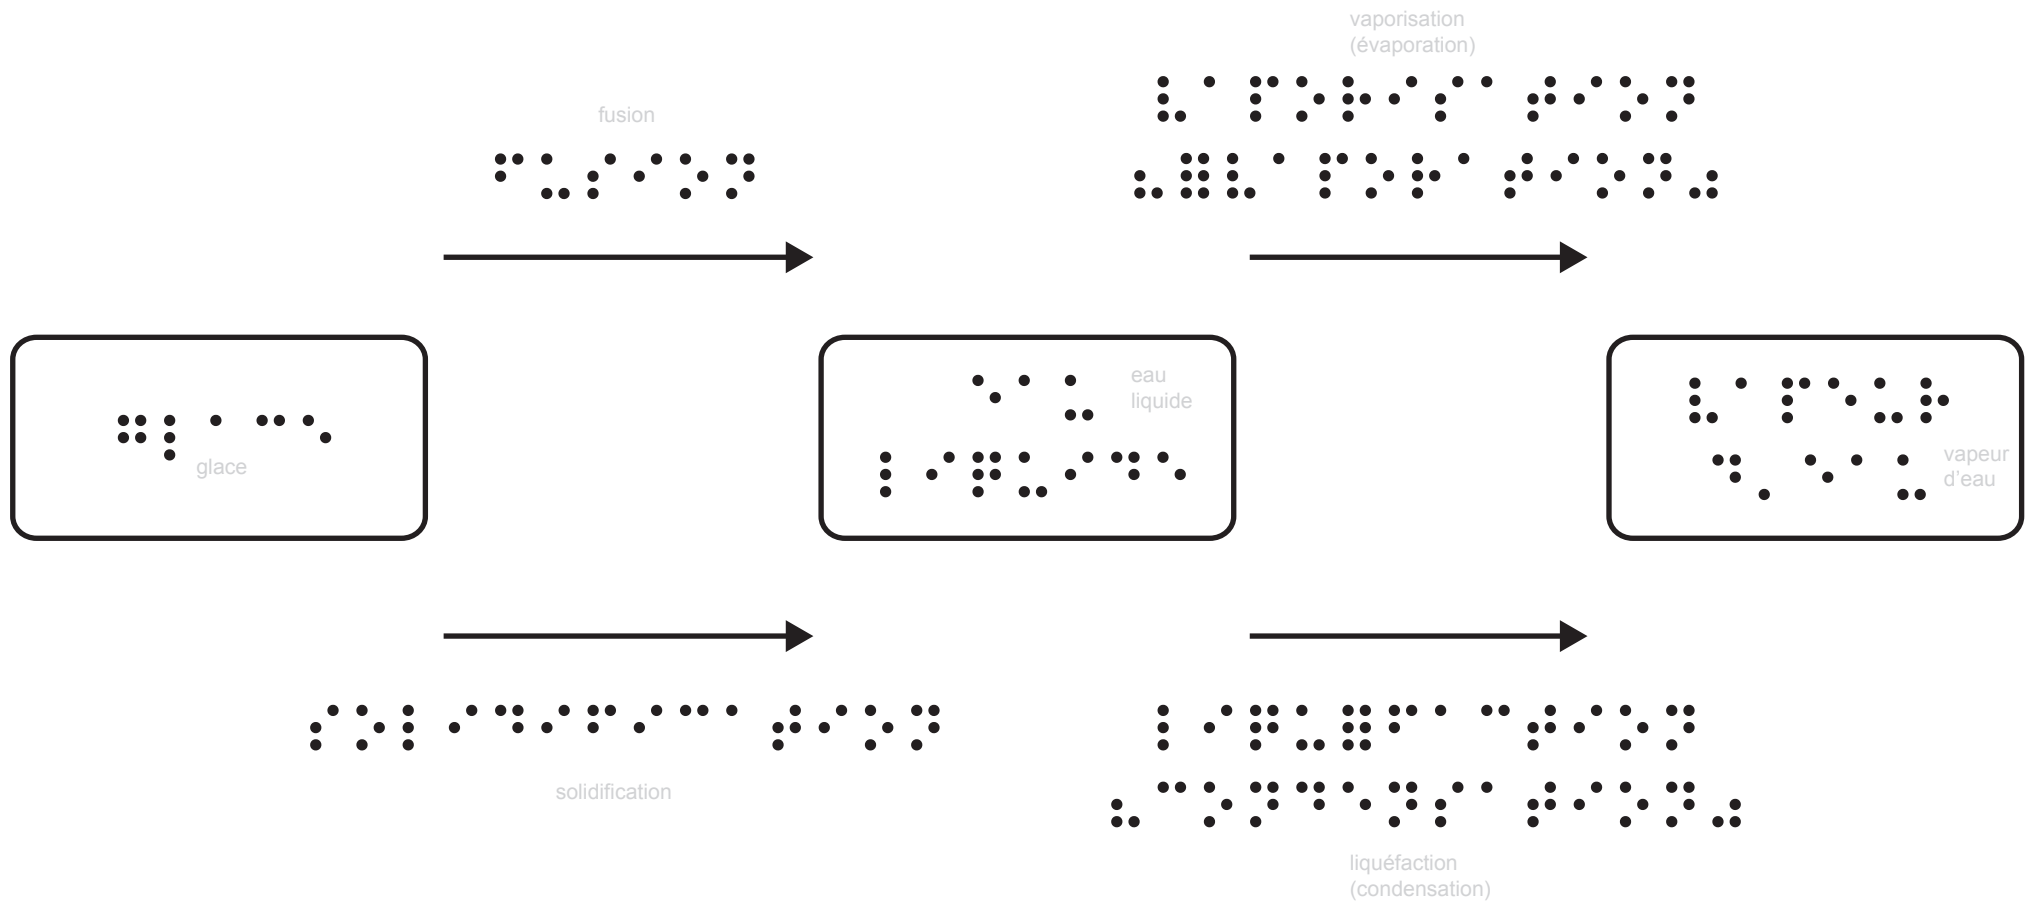 vaporisation
(évaporation)
⠧⠁⠏⠕⠗⠊⠎⠁⠞⠊⠕⠝
⠦⠿⠧⠁⠏⠕⠗⠁⠞⠊⠕⠝⠴
fusion
⠋⠥⠎⠊⠕⠝
⠛⠇⠁⠉⠑
glace
⠑⠁⠥
⠇⠊⠟⠥⠊⠙⠑
eau
liquide
⠧⠁⠏⠑⠥⠗
⠙⠄⠑⠁⠥
vapeur
d'eau
⠎⠕⠇⠊⠙⠊⠋⠊⠉⠁⠞⠊⠕⠝
solidification
⠇⠊⠟⠥⠿⠋⠁⠉⠞⠊⠕⠝
⠦⠉⠕⠝⠙⠑⠝⠎⠁⠞⠊⠕⠝⠴
liquéfaction
(condensation)